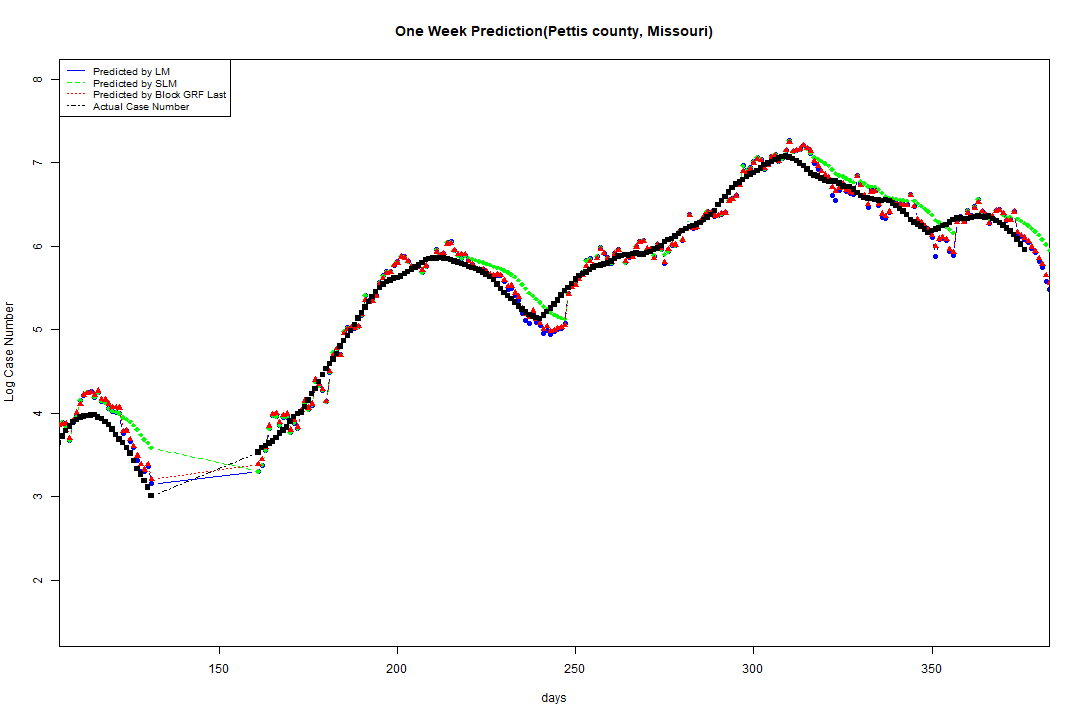 One Week Prediction(Pettis county, Missouri)
Predicted by LM
Predicted by SLM
Predicted by Block GRF Last
Actual Case Number
8
7
6
5
4
3
2
Log Case Number
150 200 250 300 350
days